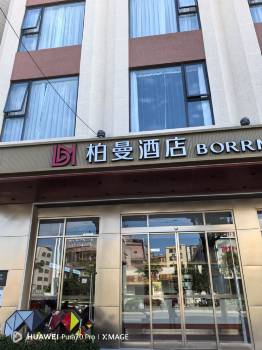 柏曼酒店 BORRM
HUAWEI Pura70 Pro | XMAGE